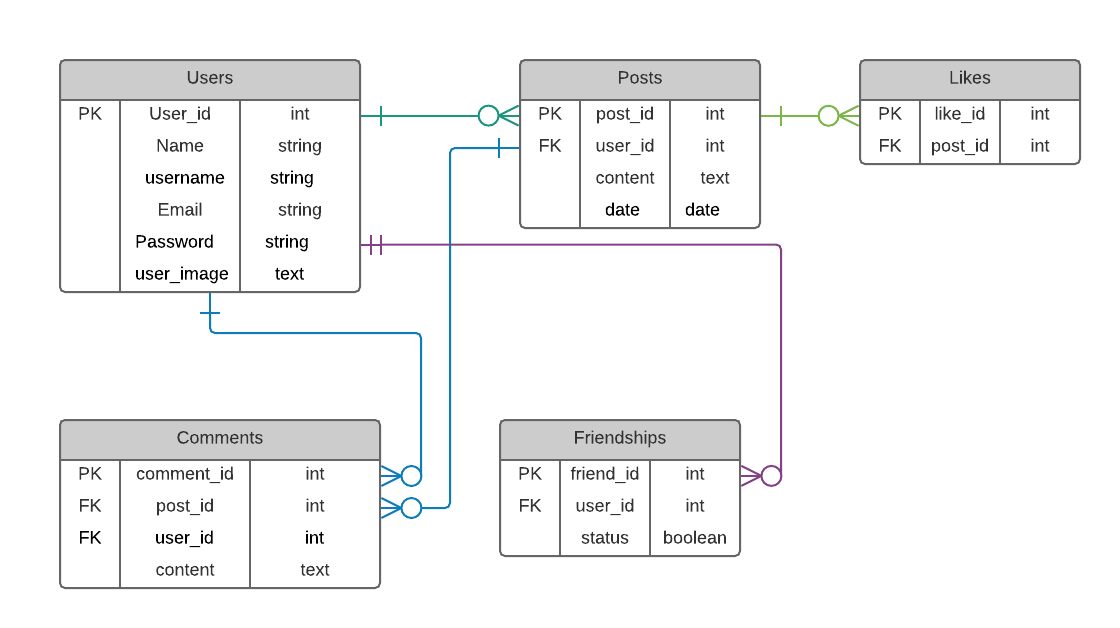 Users
PK User_id int
Name string
username string
Email string
Password string
user_image text
Posts
PK post_id int
FK user_id int
content text
date date
Likes
PK like_id int
FK post_id int
Comments
PK comment_id int
FK post_id int
FK user_id int
content text
Friendships
PK friend_id int
FK user_id int
status boolean